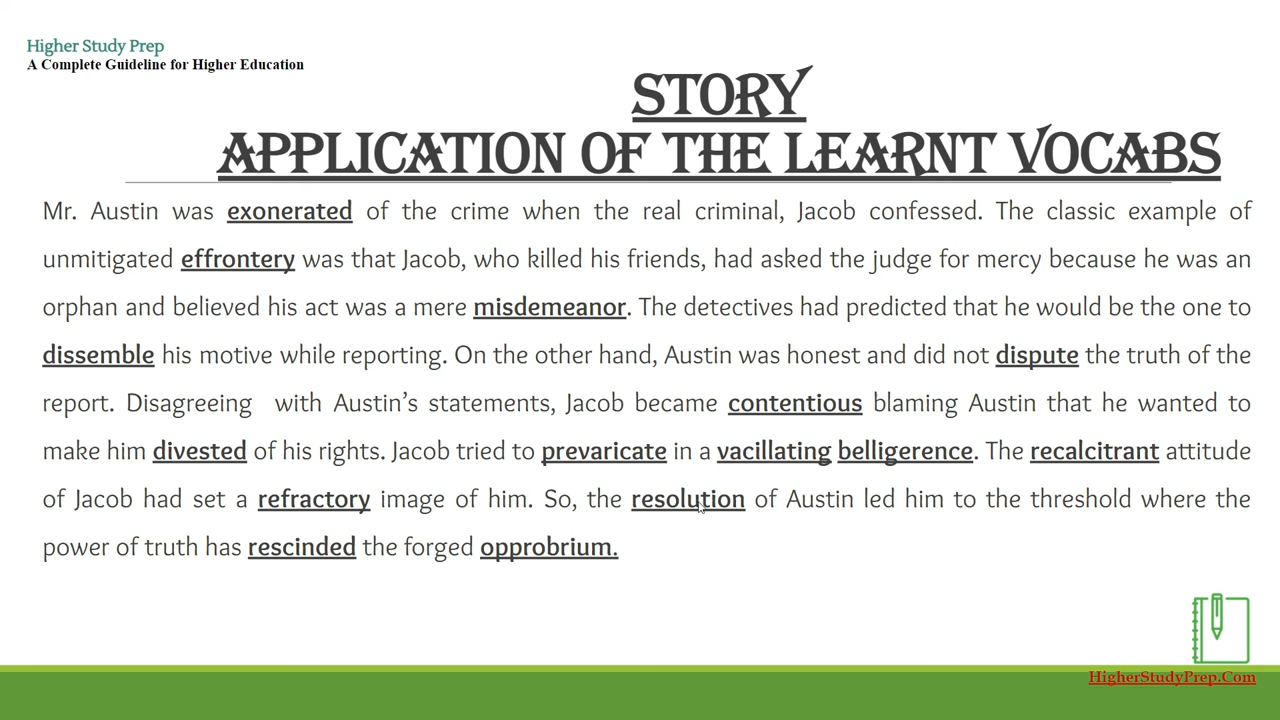 Higher Study Prep
A Complete Guideline for Higher Education
STORY
APPLICATION OF THE LEARNT VOCABS
Mr. Austin was exonerated of the crime when the real criminal, Jacob confessed. The classic example of
unmitigated effrontery was that Jacob, who killed his friends, had asked the judge for mercy because he was an
orphan and believed his act was a mere misdemeanor. The detectives had predicted that he would be the one to
dissemble his motive while reporting. On the other hand, Austin was honest and did not dispute the truth of the
report. Disagreeing with Austin’s statements, Jacob became contentious blaming Austin that he wanted to
make him divested of his rights. Jacob tried to prevaricate in a vacillating belligerence. The recalcitrant attitude
of Jacob had set a refractory image of him. So, the resolution of Austin led him to the threshold where the
power of truth has rescinded the forged opprobrium.
HigherStudyPrep.Com